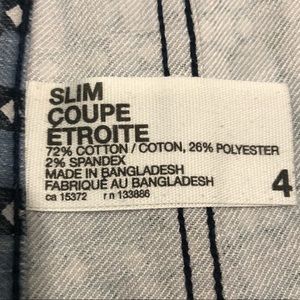 SLIM
COUPE
ÉTROITE
72% COTTON / COTON, 26% POLYESTER
2% SPANDEX
MADE IN BANGLADESH
FABRIQUÉ AU BANGLADESH
ca 15372 rn 133886
4